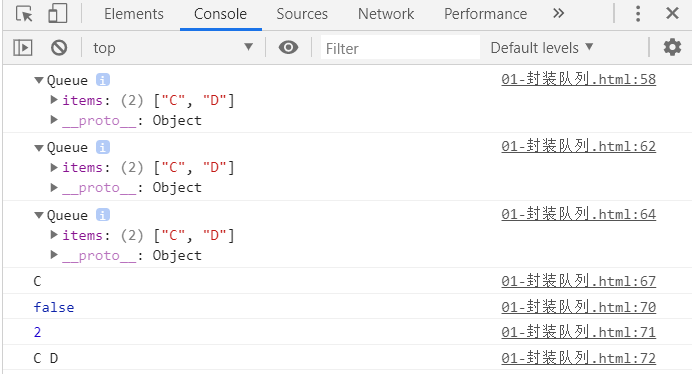 Elements Console Sources Network Performance »
top Filter Default levels
Queue i 01-封装队列.html:58
items: (2) ["C", "D"]
__proto__: Object
Queue i 01-封装队列.html:62
items: (2) ["C", "D"]
__proto__: Object
Queue i 01-封装队列.html:64
items: (2) ["C", "D"]
__proto__: Object
C 01-封装队列.html:67
false 01-封装队列.html:70
2 01-封装队列.html:71
C D 01-封装队列.html:72